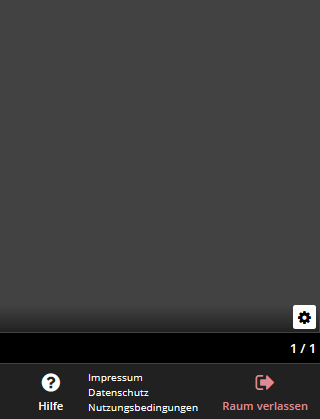 1 / 1
Impressum
Datenschutz
Nutzungsbedingungen
Hilfe
Raum verlassen